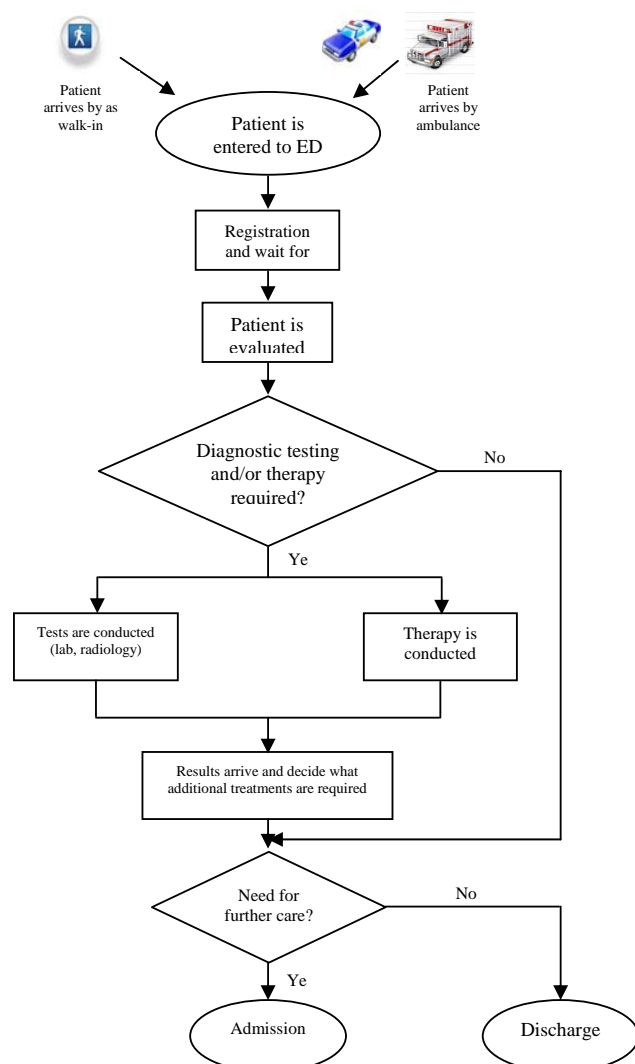 Patient
arrives by as
walk-in
Patient
arrives by
ambulance
Patient is
entered to ED
Registration
and wait for
Patient is
evaluated
Diagnostic testing
and/or therapy
required?
No
Ye
Tests are conducted
(lab, radiology)
Therapy is
conducted
Results arrive and decide what
additional treatments are required
Need for
further care?
No
Ye
Admission
Discharge